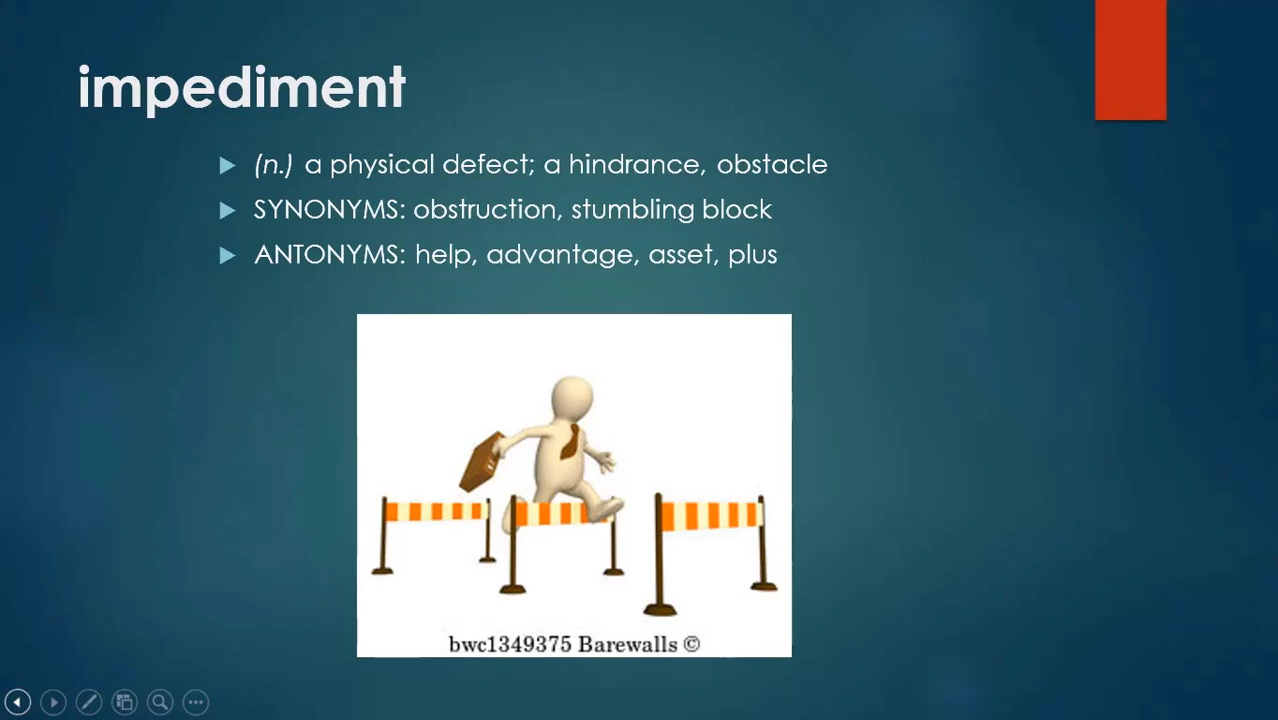 impediment
(n.) a physical defect; a hindrance, obstacle
SYNONYMS: obstruction, stumbling block
ANTONYMS: help, advantage, asset, plus
bwc1349375 Barewalls ©